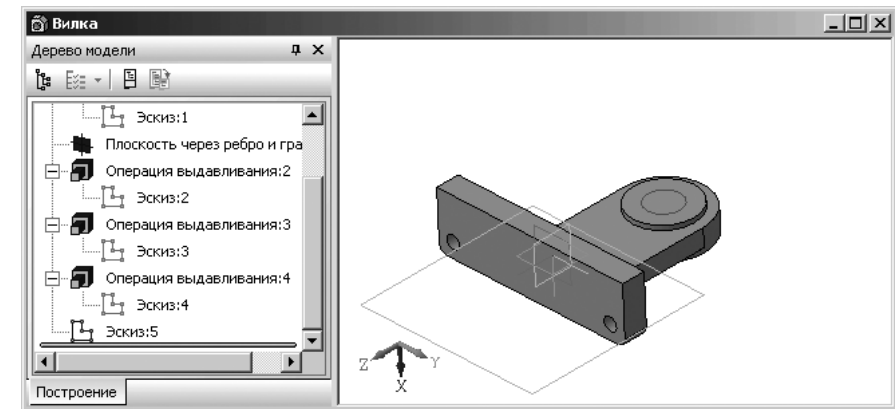 Вилка
Дерево модели
Эскиз:1
Плоскость через ребро и гра
Операция выдавливания:2
Эскиз:2
Операция выдавливания:3
Эскиз:3
Операция выдавливания:4
Эскиз:4
Эскиз:5
Построение
Z
Y
X